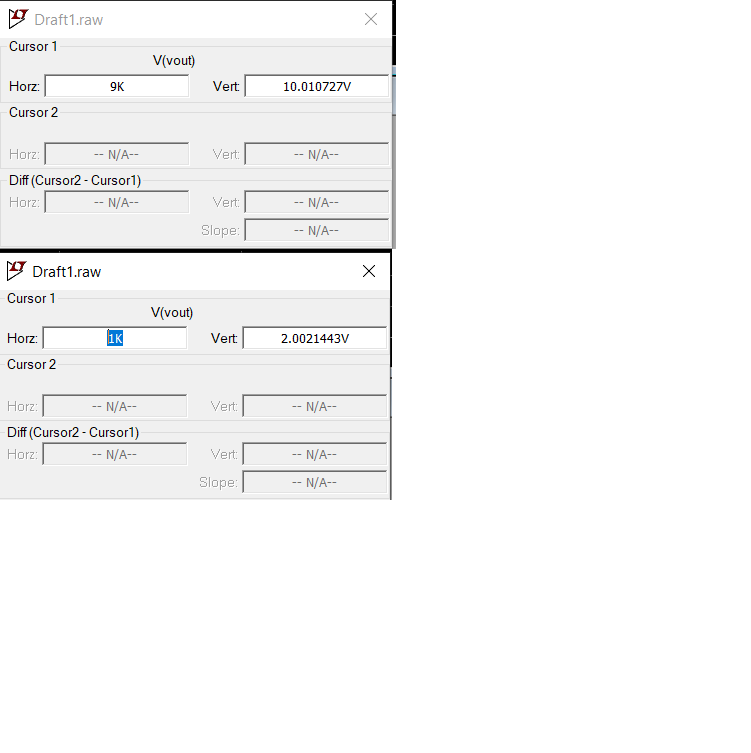 Draft1.raw
Cursor 1
V(vout)
Horz: 9K Vert: 10.010727V
Cursor 2
Horz: -- N/A-- Vert: -- N/A--
Diff (Cursor2 - Cursor1)
Horz: -- N/A-- Vert: -- N/A--
Slope: -- N/A--
Draft1.raw
Cursor 1
V(vout)
Horz: 1K Vert: 2.0021443V
Cursor 2
Horz: -- N/A-- Vert: -- N/A--
Diff (Cursor2 - Cursor1)
Horz: -- N/A-- Vert: -- N/A--
Slope: -- N/A--